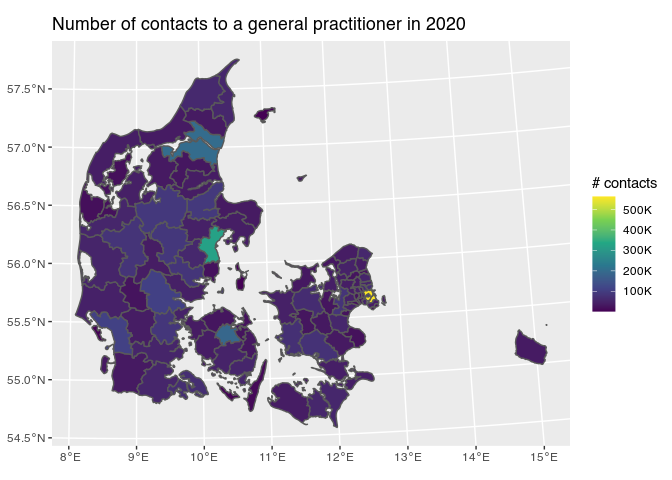 Number of contacts to a general practitioner in 2020
57.5°N
57.0°N
56.5°N
56.0°N
55.5°N
55.0°N
54.5°N
8°E 9°E 10°E 11°E 12°E 13°E 14°E 15°E
# contacts
500K
400K
300K
200K
100K